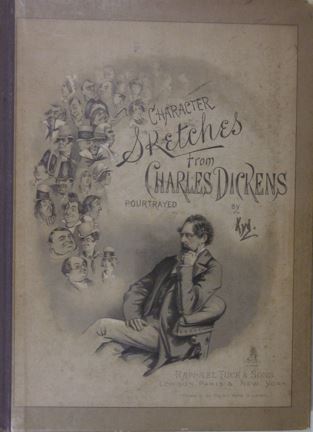 CHARACTER
Sketches
from
CHARLES DICKENS
POURTRAYED
BY
Kyd.
RAPHAEL TUCK & SONS
LONDON, PARIS & NEW YORK